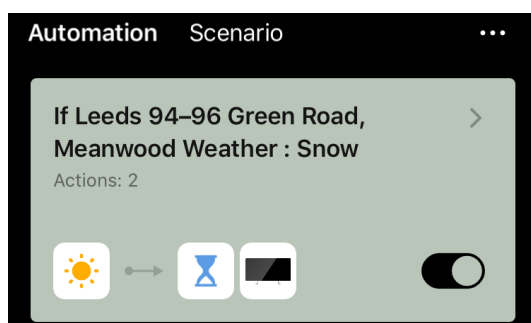 Automation Scenario
If Leeds 94–96 Green Road,
Meanwood Weather : Snow
Actions: 2